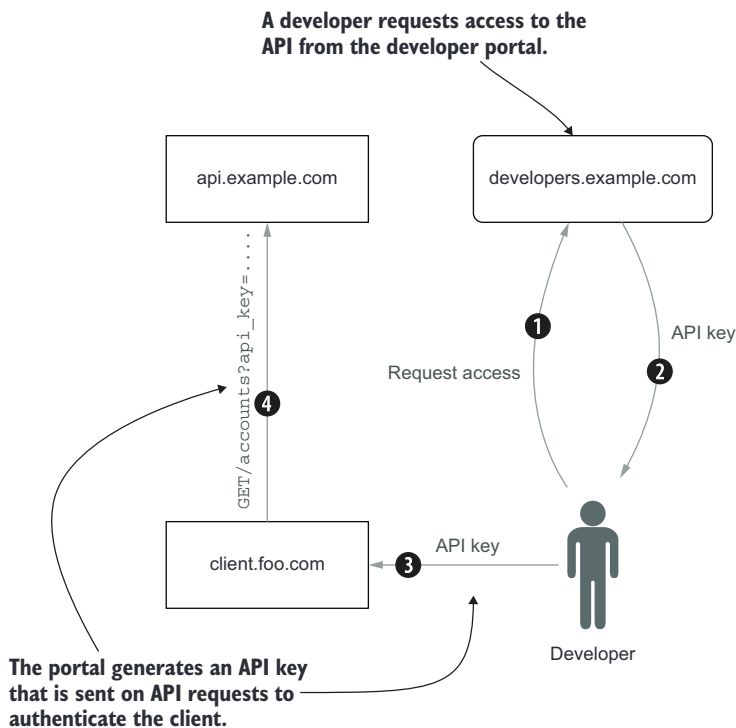 A developer requests access to the
API from the developer portal.
api.example.com
developers.example.com
GET/accounts?api_key=....
1
API key
Request access
2
4
client.foo.com
API key
3
Developer
The portal generates an API key
that is sent on API requests to
authenticate the client.